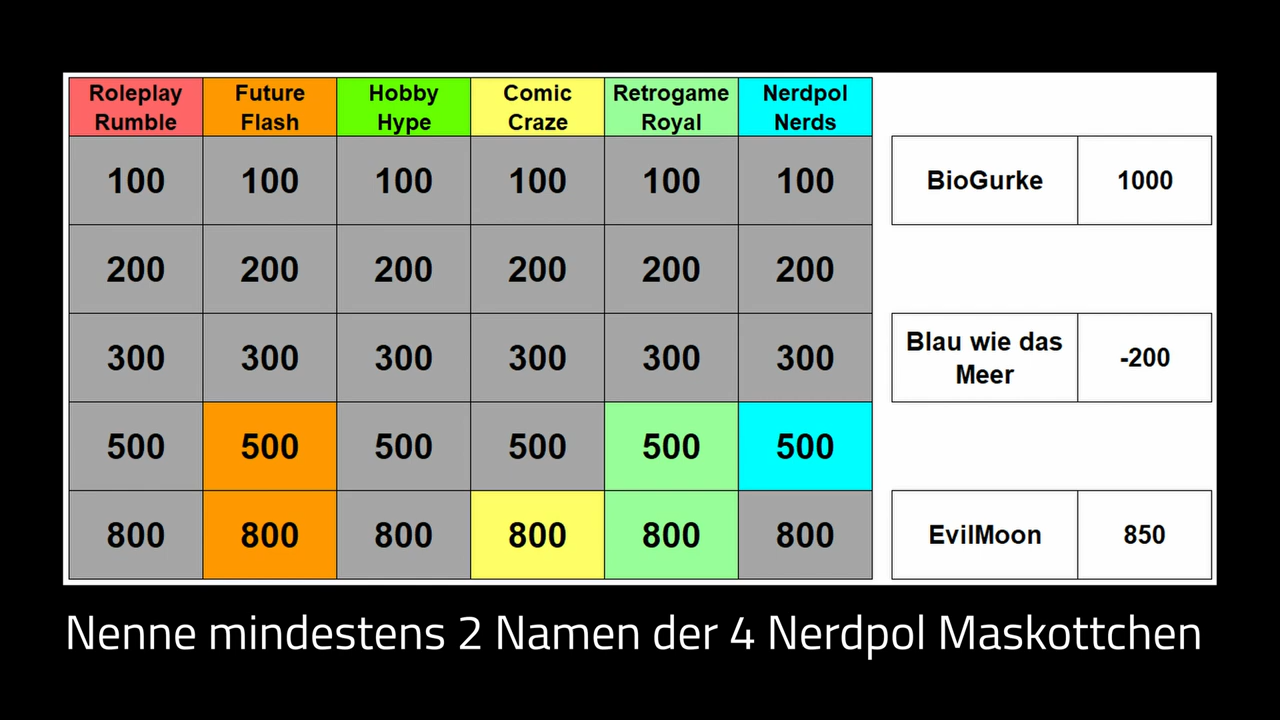 Roleplay Rumble Future Flash Hobby Hype Comic Craze Retrogame Royal Nerdpol Nerds
100 100 100 100 100 100 BioGurke 1000
200 200 200 200 200 200
300 300 300 300 300 300 Blau wie das Meer -200
500 500 500 500 500 500
800 800 800 800 800 800 EvilMoon 850
Nenne mindestens 2 Namen der 4 Nerdpol Maskottchen